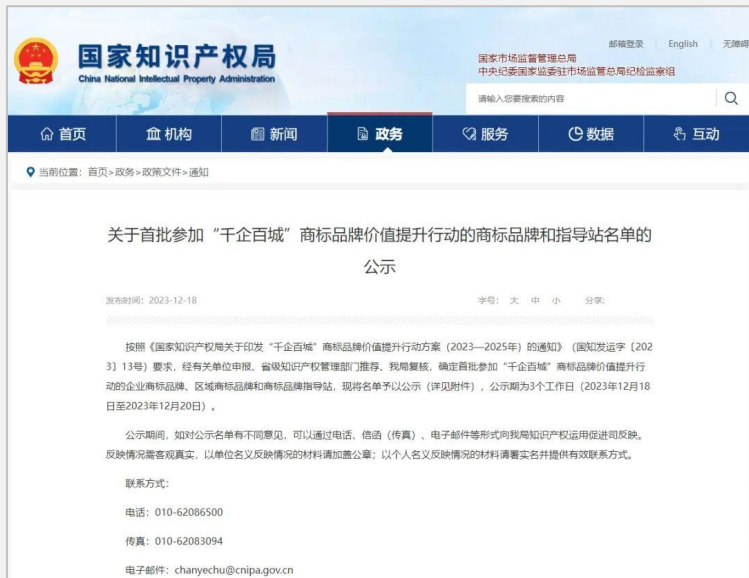 国家知识产权局
China National Intellectual Property Administration
邮箱登录 English 无障碍
国家市场监督管理总局
中央纪委国家监委驻市场监管总局纪检监察组
请输入您要搜索的内容
首页 机构 新闻 政务 服务 数据 互动
当前位置：首页>政务>政策文件>通知
关于首批参加“千企百城”商标品牌价值提升行动的商标品牌和指导站名单的
公示
发布时间：2023-12-18 字号： 大 中 小 分享:
按照《国家知识产权局关于印发“千企百城”商标品牌价值提升行动方案（2023—2025年）的通知》（国知发运字〔202
3〕13号）要求，经有关单位申报、省级知识产权管理部门推荐、我局复核，确定首批参加“千企百城”商标品牌价值提升行
动的企业商标品牌、区域商标品牌和商标品牌指导站，现将名单予以公示（详见附件），公示期为3个工作日（2023年12月18
日至2023年12月20日）。
公示期间，如对公示名单有不同意见，可以通过电话、信函（传真）、电子邮件等形式向我局知识产权运用促进司反映。
反映情况需客观真实，以单位名义反映情况的材料请加盖公章；以个人名义反映情况的材料请署实名并提供有效联系方式。
联系方式：
电话：010-62086500
传真：010-62083094
电子邮件：chanyechu@cnipa.gov.cn